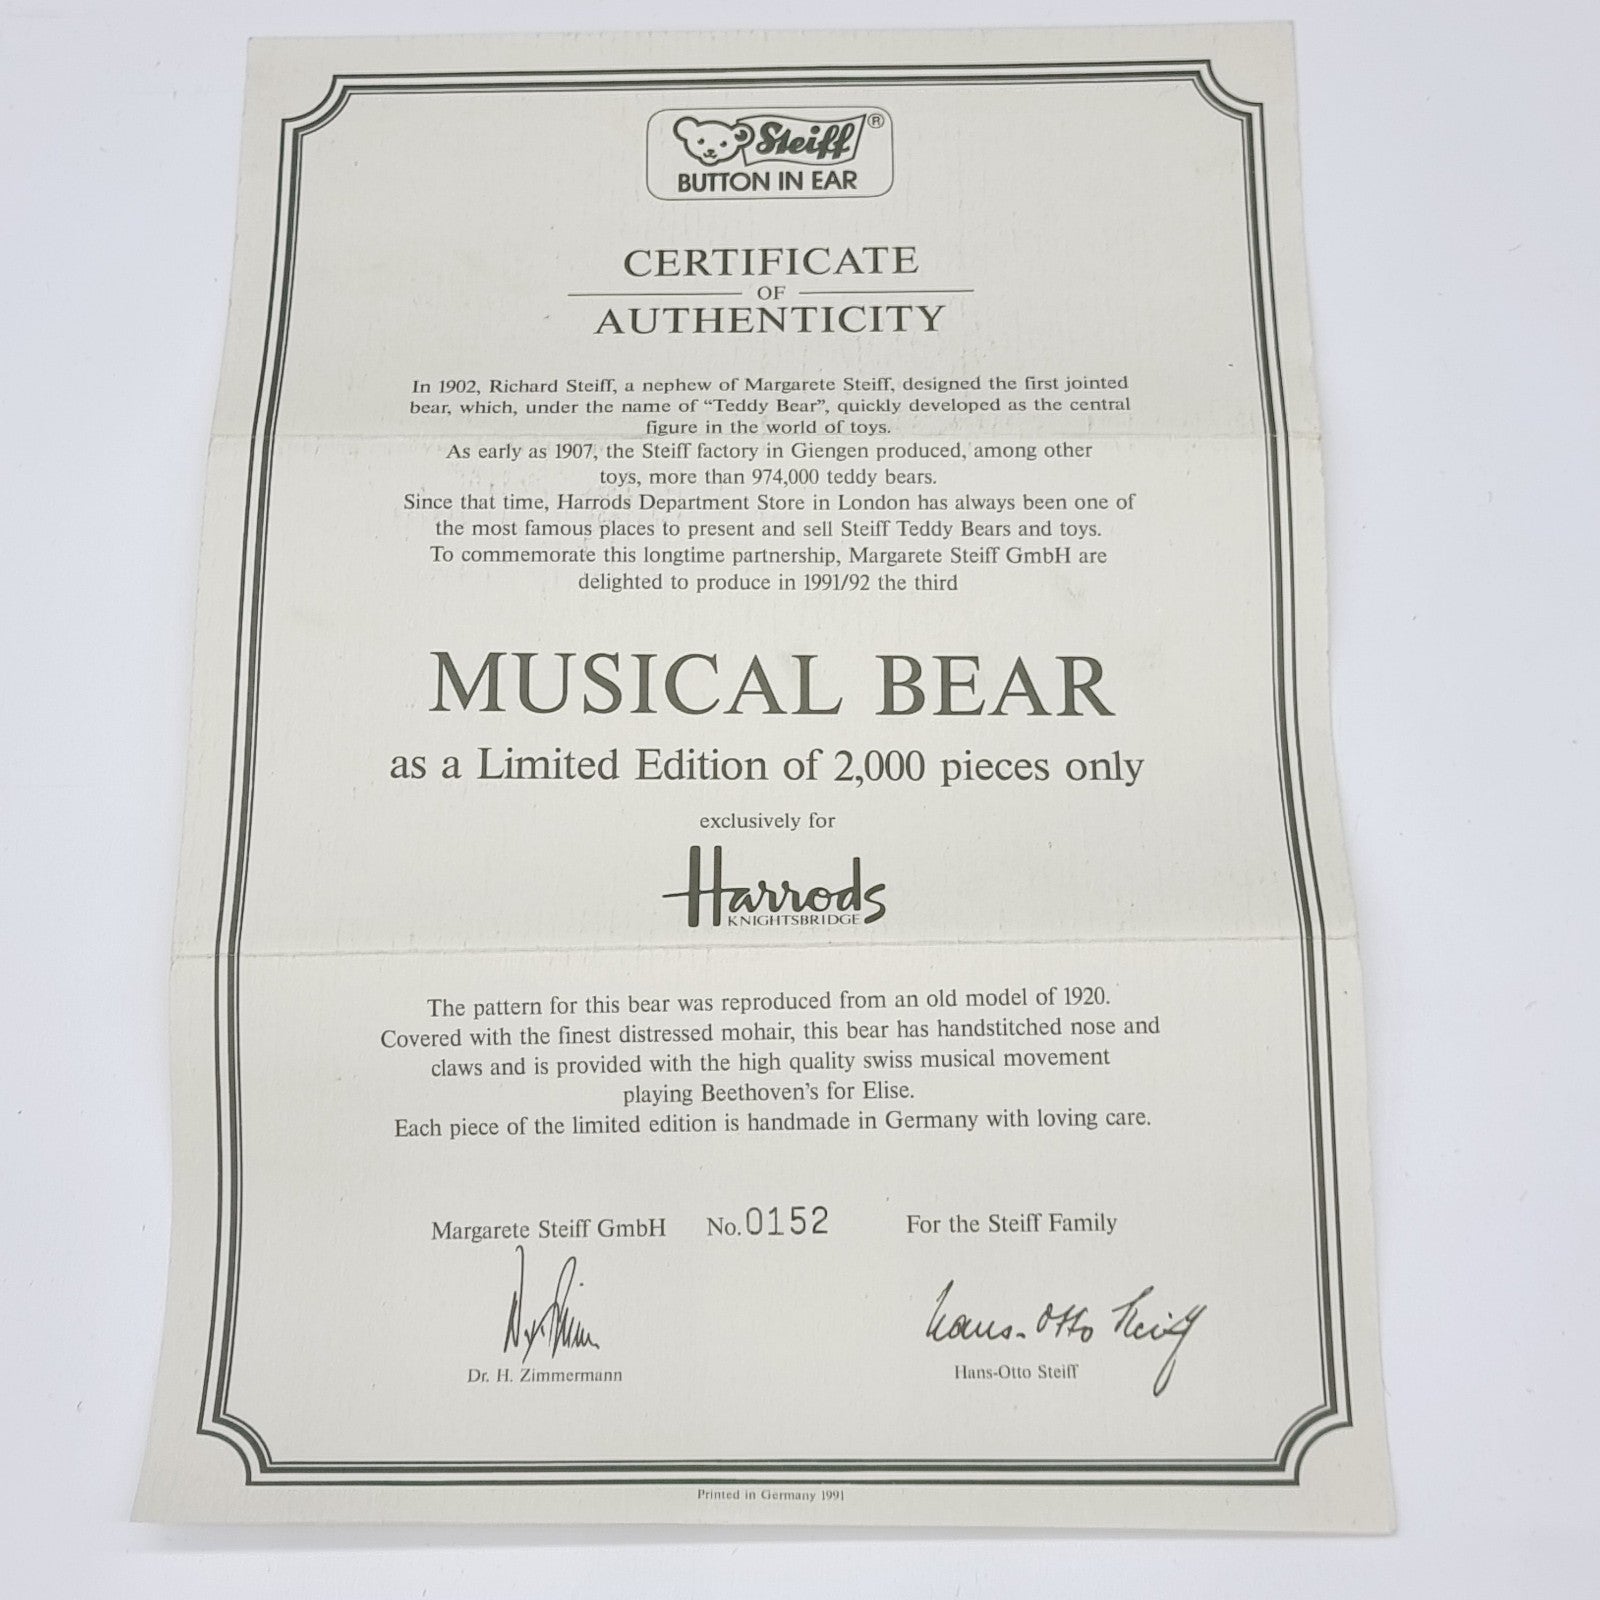 Steiff ®
BUTTON IN EAR
CERTIFICATE
OF
AUTHENTICITY
In 1902, Richard Steiff, a nephew of Margarete Steiff, designed the first jointed
bear, which, under the name of “Teddy Bear”, quickly developed as the central
figure in the world of toys.
As early as 1907, the Steiff factory in Giengen produced, among other
toys, more than 974,000 teddy bears.
Since that time, Harrods Department Store in London has always been one of
the most famous places to present and sell Steiff Teddy Bears and toys.
To commemorate this longtime partnership, Margarete Steiff GmbH are
delighted to produce in 1991/92 the third
MUSICAL BEAR
as a Limited Edition of 2,000 pieces only
exclusively for
Harrods
KNIGHTSBRIDGE
The pattern for this bear was reproduced from an old model of 1920.
Covered with the finest distressed mohair, this bear has handstitched nose and
claws and is provided with the high quality swiss musical movement
playing Beethoven's for Elise.
Each piece of the limited edition is handmade in Germany with loving care.
Margarete Steiff GmbH No. 0152 For the Steiff Family
Hans-Otto Steiff
Dr. H. Zimmermann Hans-Otto Steiff
Printed in Germany 1991